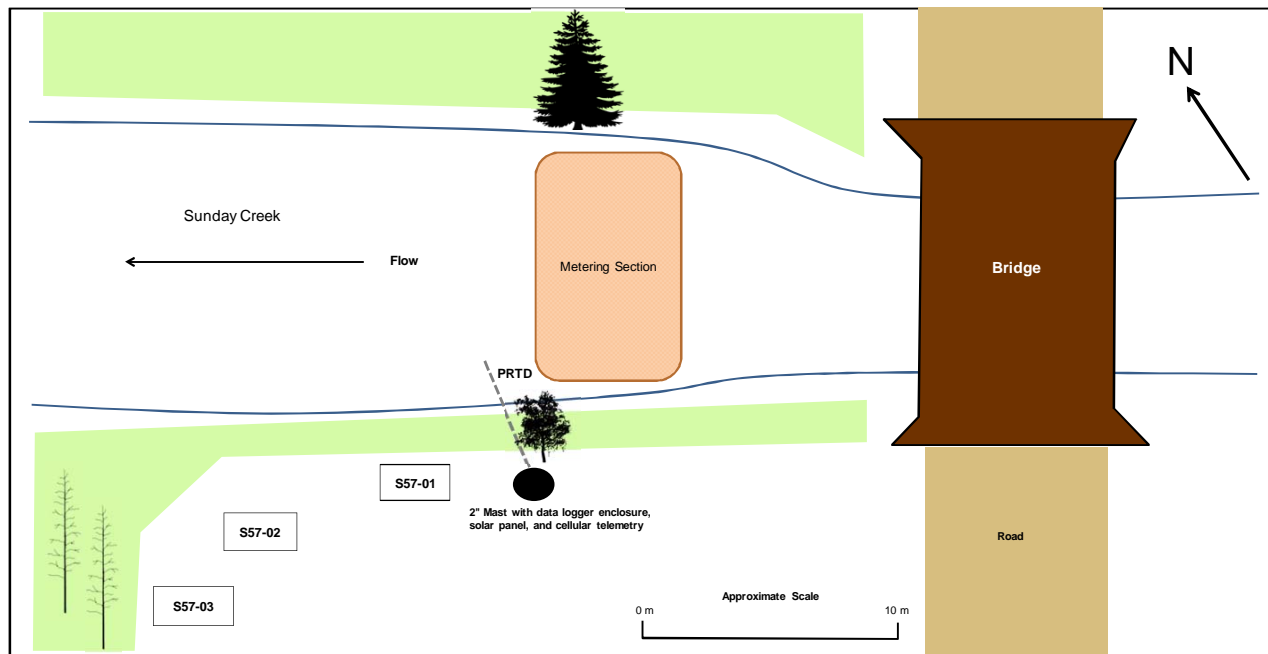 N
Sunday Creek
Flow
Metering Section
Bridge
PRTD
S57-01
2" Mast with data logger enclosure,
solar panel, and cellular telemetry
S57-02
Road
S57-03
Approximate Scale
0 m
10 m